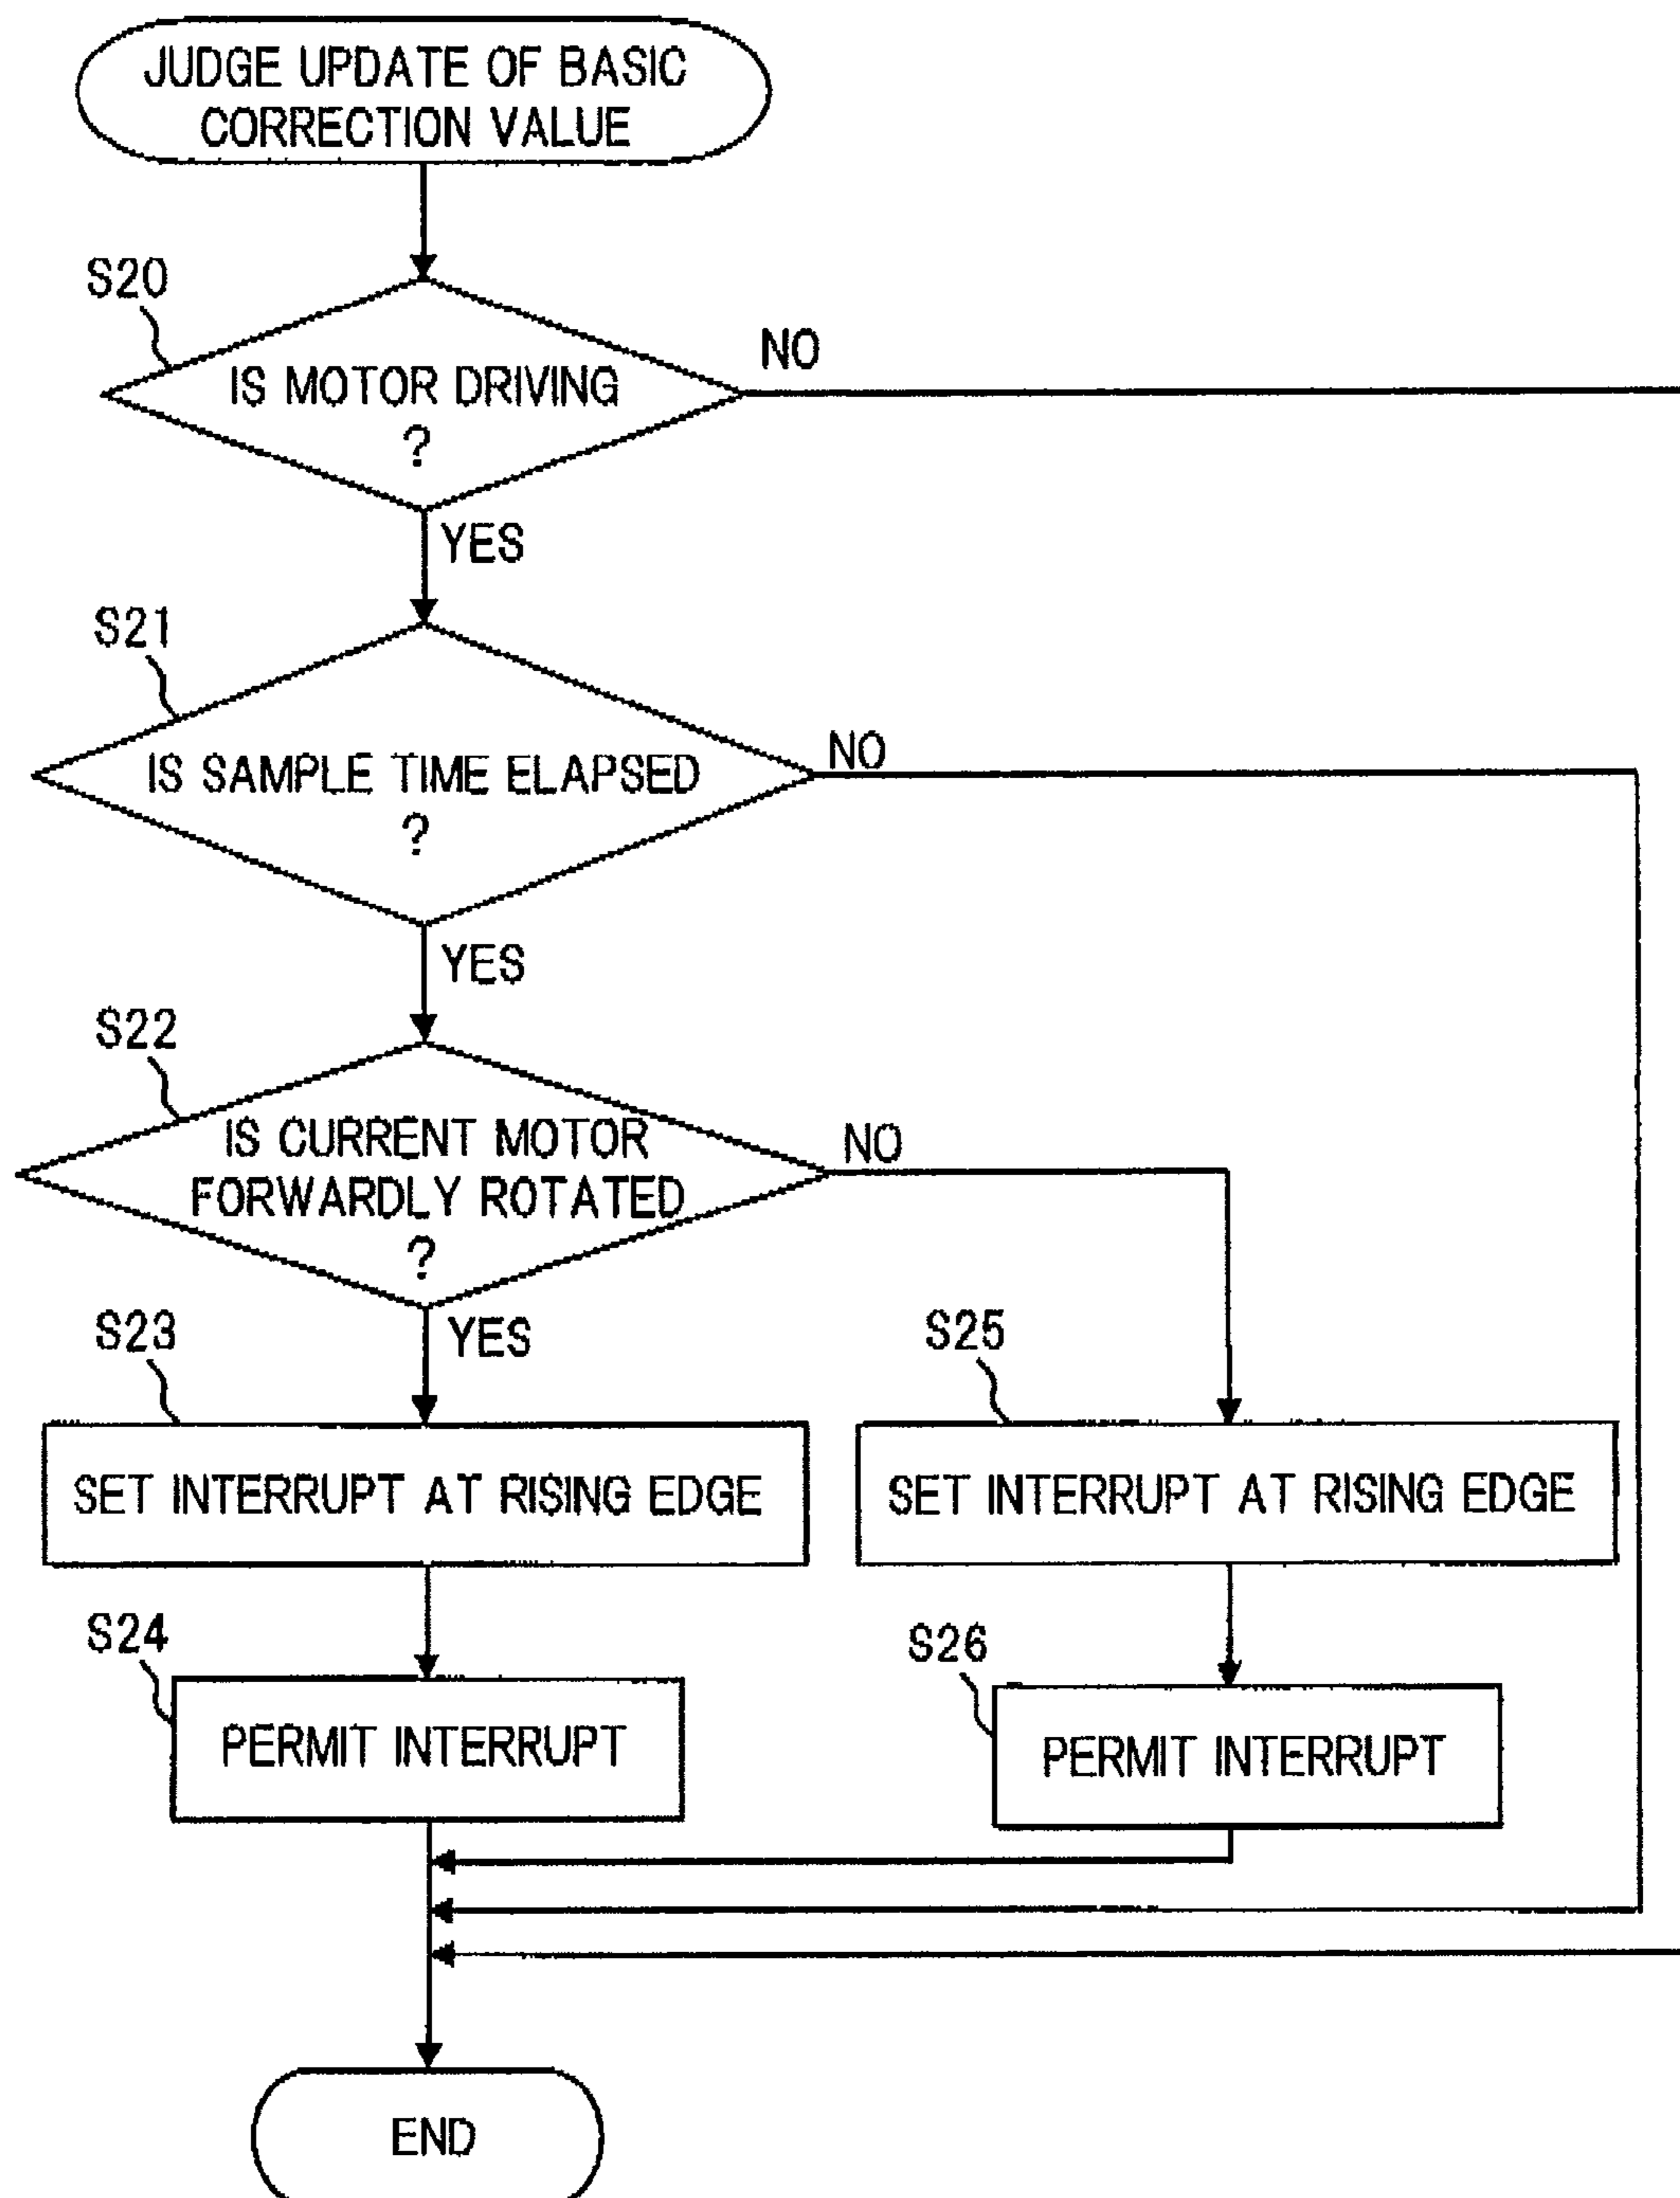 JUDGE UPDATE OF BASIC
CORRECTION VALUE
S20
IS MOTOR DRIVING
?
NO
YES
S21
IS SAMPLE TIME ELAPSED
?
NO
YES
S22
IS CURRENT MOTOR
FORWARDLY ROTATED
?
NO
YES
S23
SET INTERRUPT AT RISING EDGE
S25
SET INTERRUPT AT RISING EDGE
S24
PERMIT INTERRUPT
S26
PERMIT INTERRUPT
END